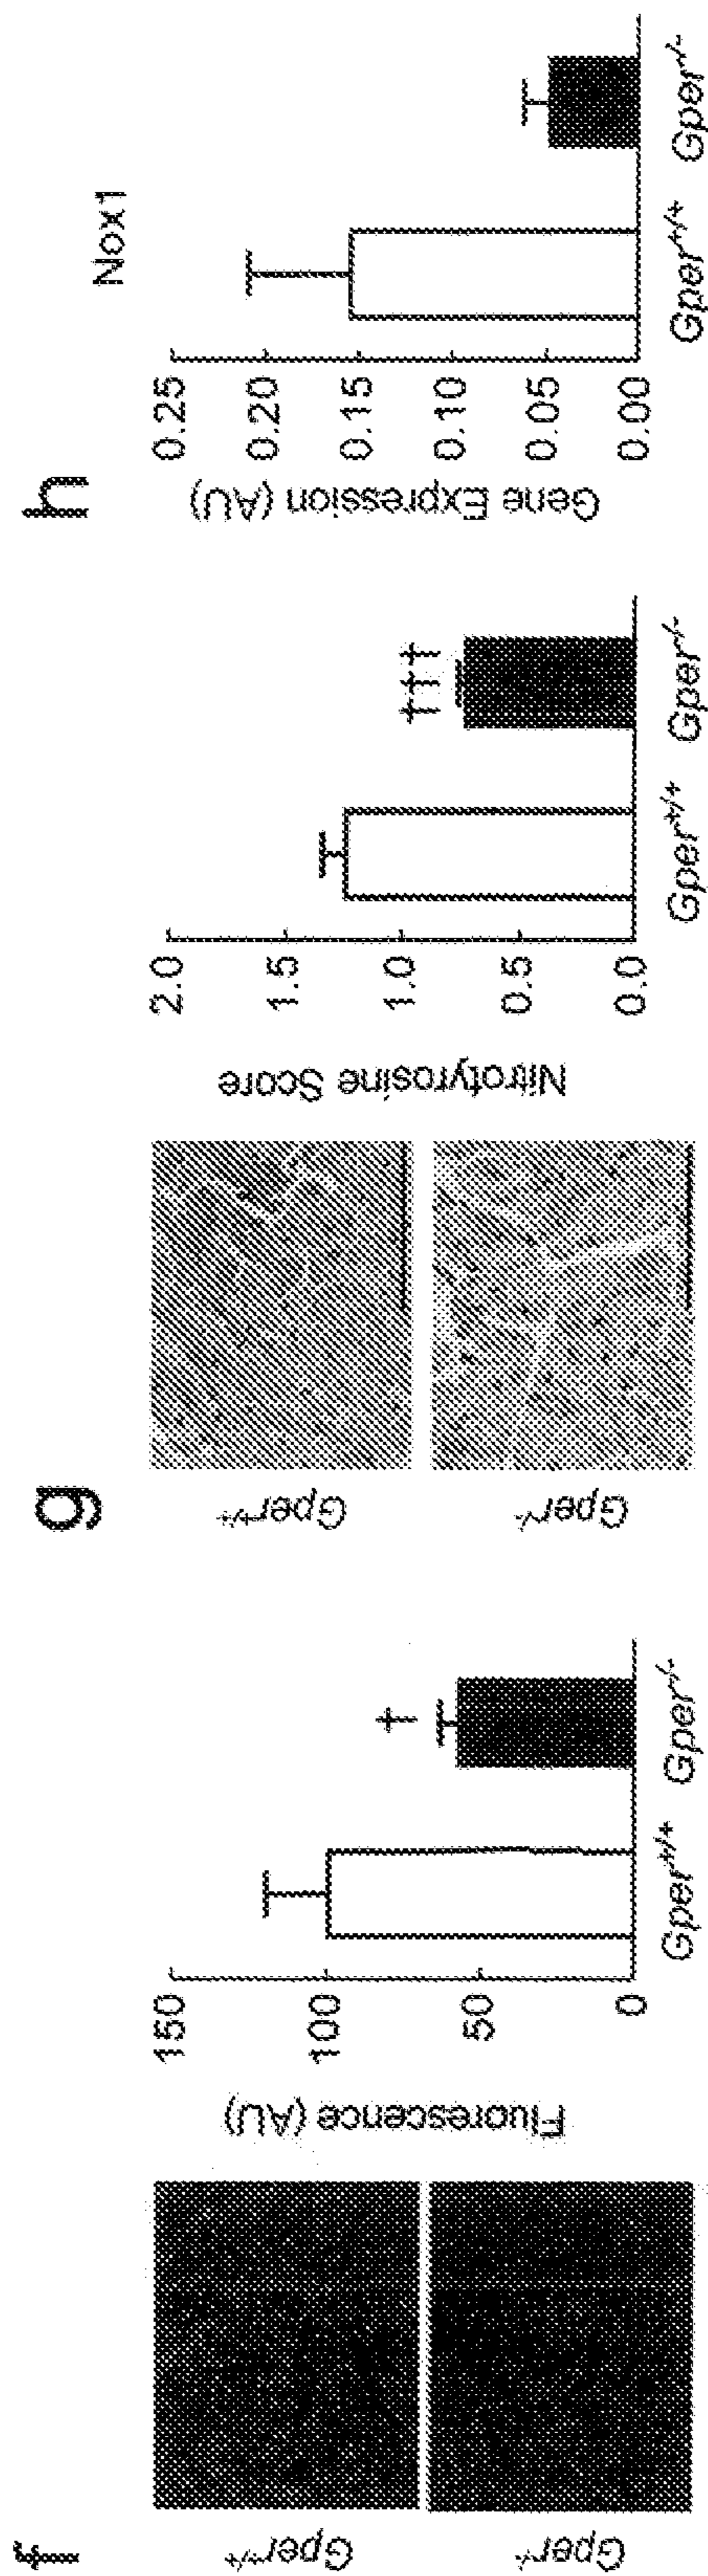 f
Gper+/+
Gper-/-
Fluorescence (AU)
150
100
50
0
Gper+/+ Gper-/-
†
g
Gper+/+
Gper-/-
Nitrotyrosine Score
2.0
1.5
1.0
0.5
0.0
Gper+/+ Gper-/-
†††
h
Nox1
Gene Expression (AU)
0.25
0.20
0.15
0.10
0.05
0.00
Gper+/+ Gper-/-